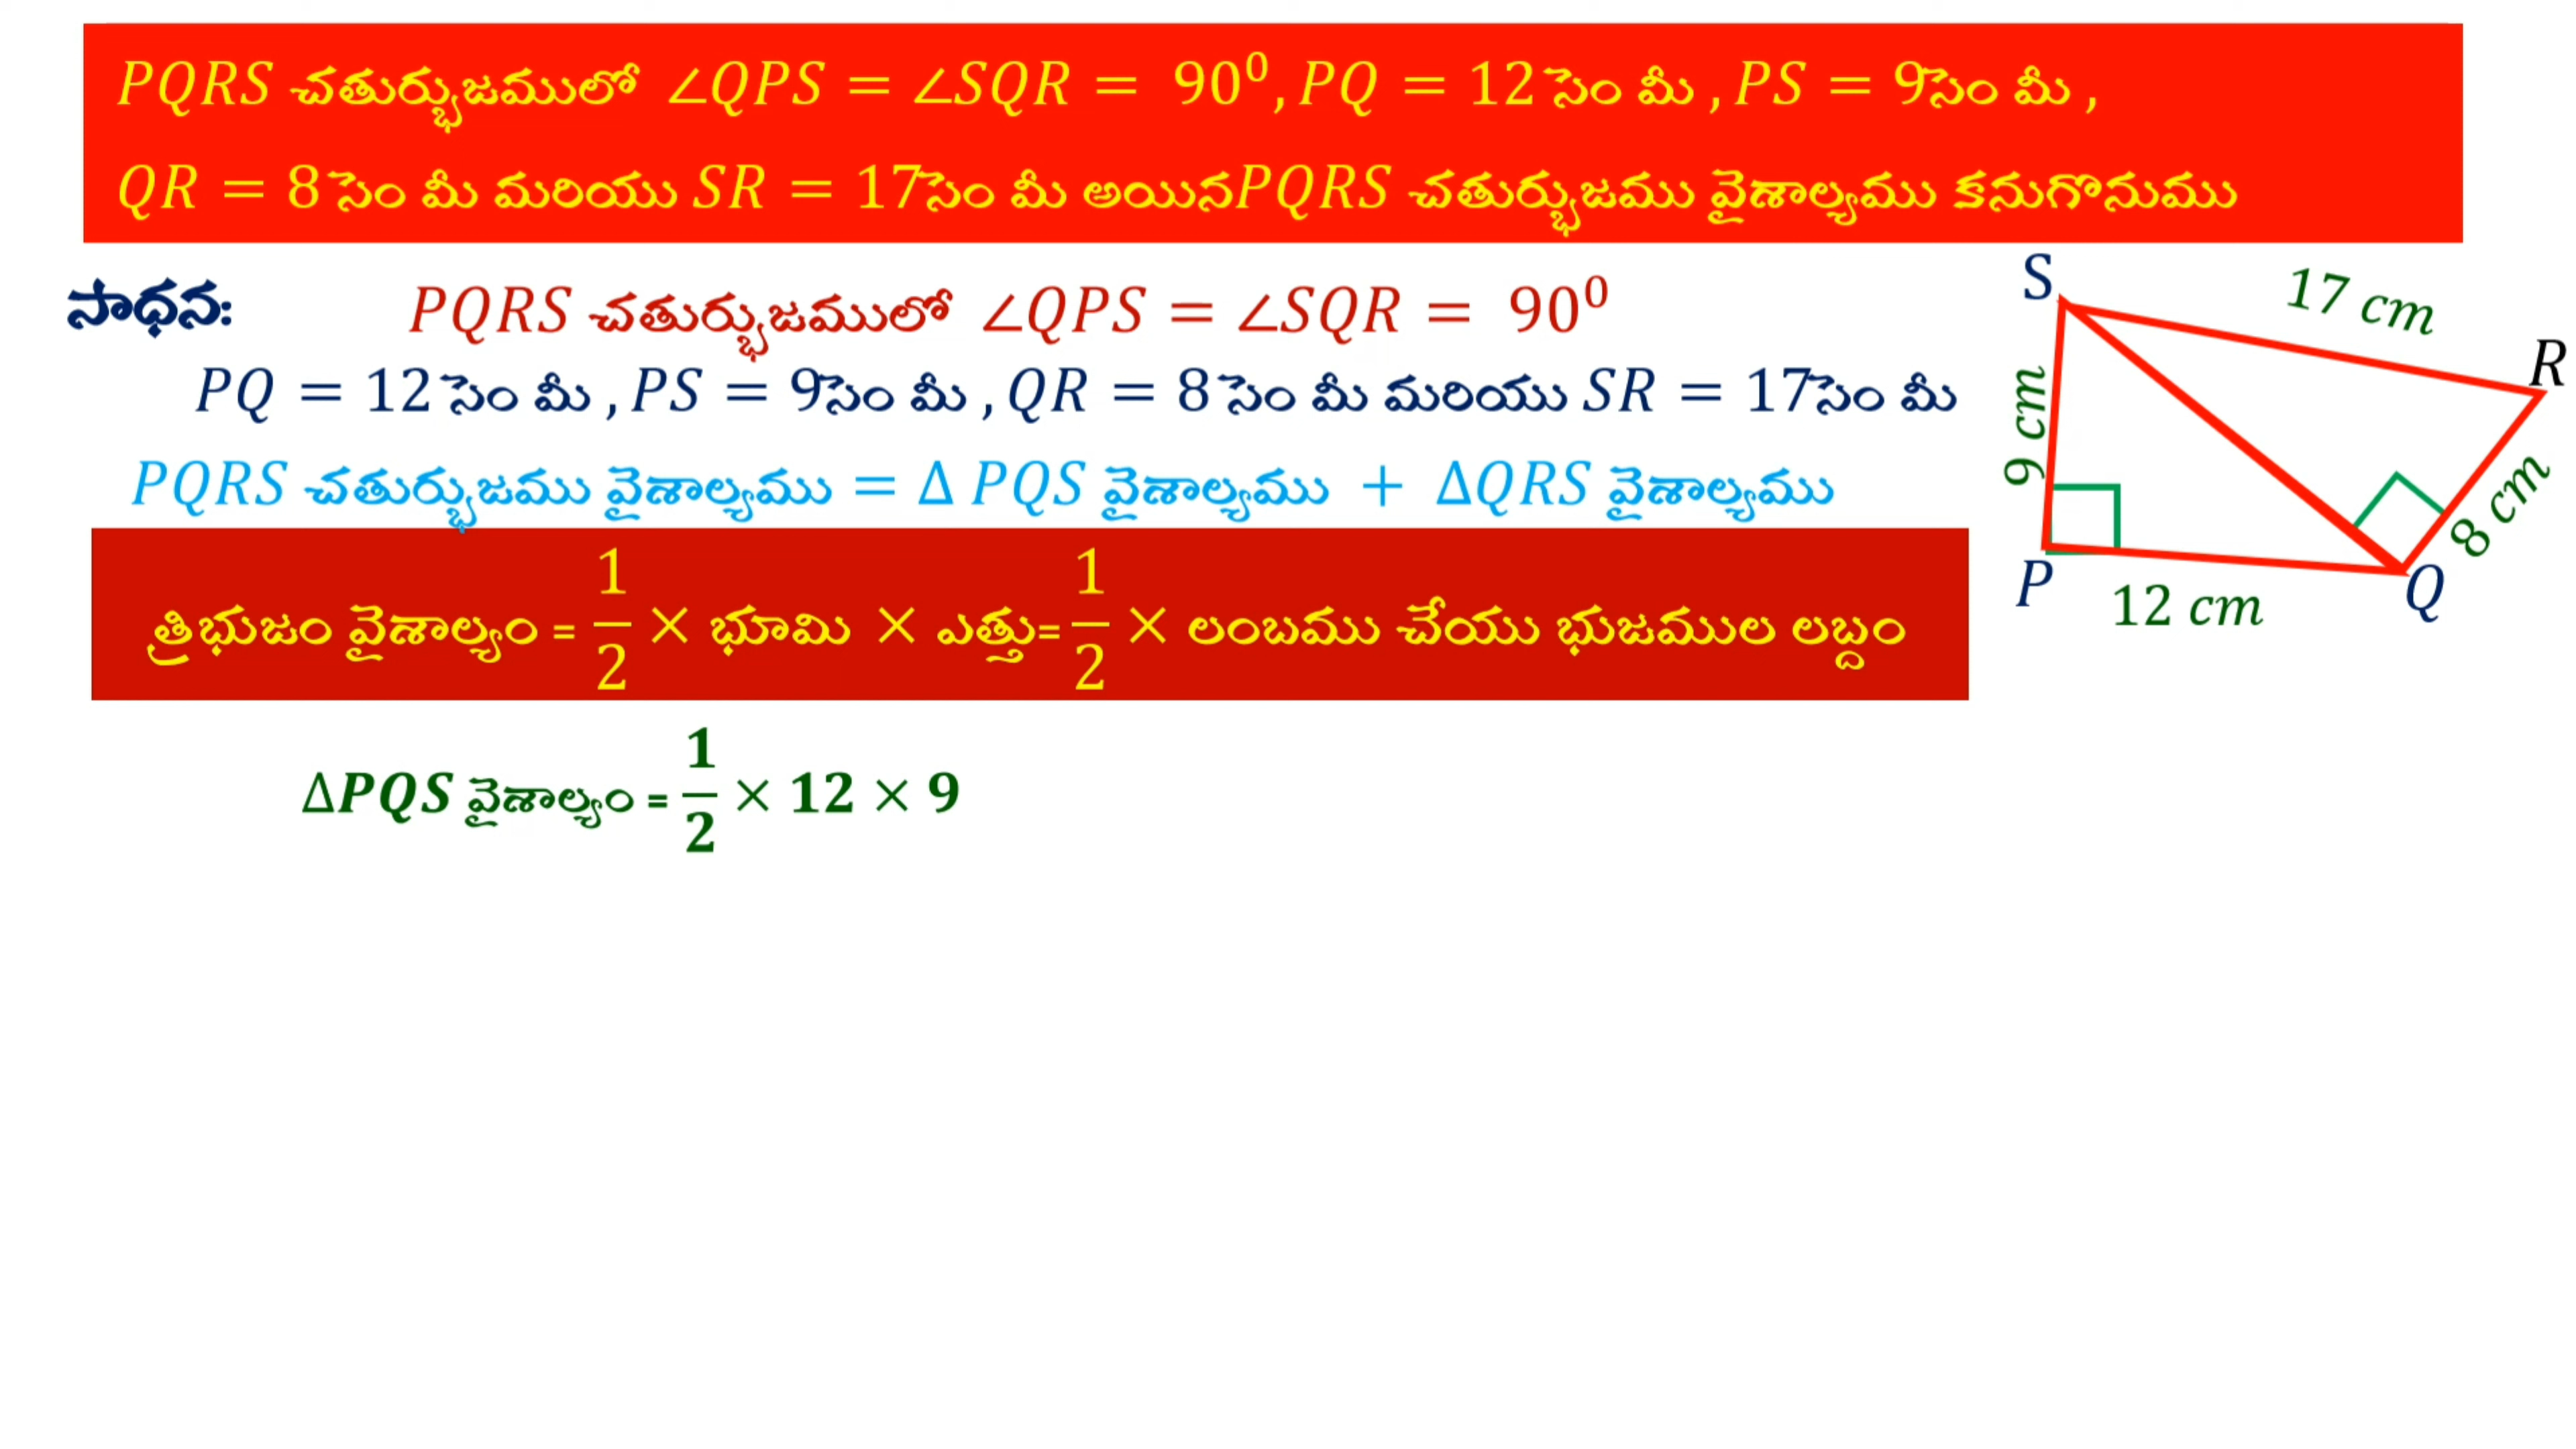 PQRS చతుర్భుజములో ∠QPS = ∠SQR = 90⁰, PQ = 12 సెం మీ , PS = 9సెం మీ ,
QR = 8 సెం మీ మరియు SR = 17సెం మీ అయినPQRS చతుర్భుజము వైశాల్యము కనుగొనుము
సాధన: PQRS చతుర్భుజములో ∠QPS = ∠SQR = 90⁰
PQ = 12 సెం మీ , PS = 9సెం మీ , QR = 8 సెం మీ మరియు SR = 17సెం మీ
PQRS చతుర్భుజము వైశాల్యము = Δ PQS వైశాల్యము + ΔQRS వైశాల్యము
త్రిభుజం వైశాల్యం = 1/2 × భూమి × ఎత్తు= 1/2 × లంబము చేయు భుజముల లబ్దం
ΔPQS వైశాల్యం = 1/2 × 12 × 9
S
17 cm
R
9 cm
8 cm
P
12 cm
Q